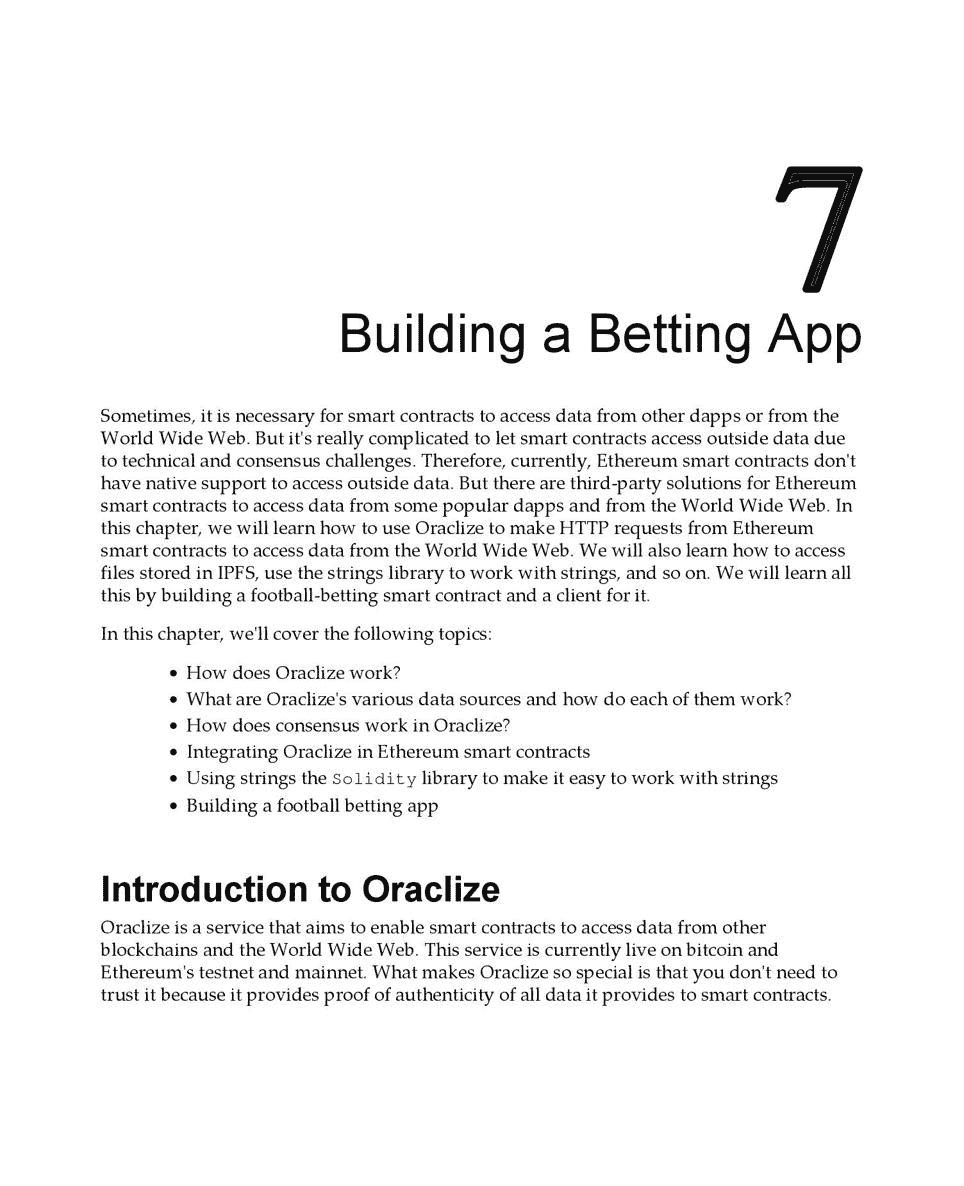 7
Building a Betting App
Sometimes, it is necessary for smart contracts to access data from other dapps or from the
World Wide Web. But it's really complicated to let smart contracts access outside data due
to technical and consensus challenges. Therefore, currently, Ethereum smart contracts don't
have native support to access outside data. But there are third-party solutions for Ethereum
smart contracts to access data from some popular dapps and from the World Wide Web. In
this chapter, we will learn how to use Oraclize to make HTTP requests from Ethereum
smart contracts to access data from the World Wide Web. We will also learn how to access
files stored in IPFS, use the strings library to work with strings, and so on. We will learn all
this by building a football-betting smart contract and a client for it.
In this chapter, we'll cover the following topics:
• How does Oraclize work?
• What are Oraclize's various data sources and how do each of them work?
• How does consensus work in Oraclize?
• Integrating Oraclize in Ethereum smart contracts
• Using strings the Solidity library to make it easy to work with strings
• Building a football betting app
Introduction to Oraclize
Oraclize is a service that aims to enable smart contracts to access data from other
blockchains and the World Wide Web. This service is currently live on bitcoin and
Ethereum's testnet and mainnet. What makes Oraclize so special is that you don't need to
trust it because it provides proof of authenticity of all data it provides to smart contracts.